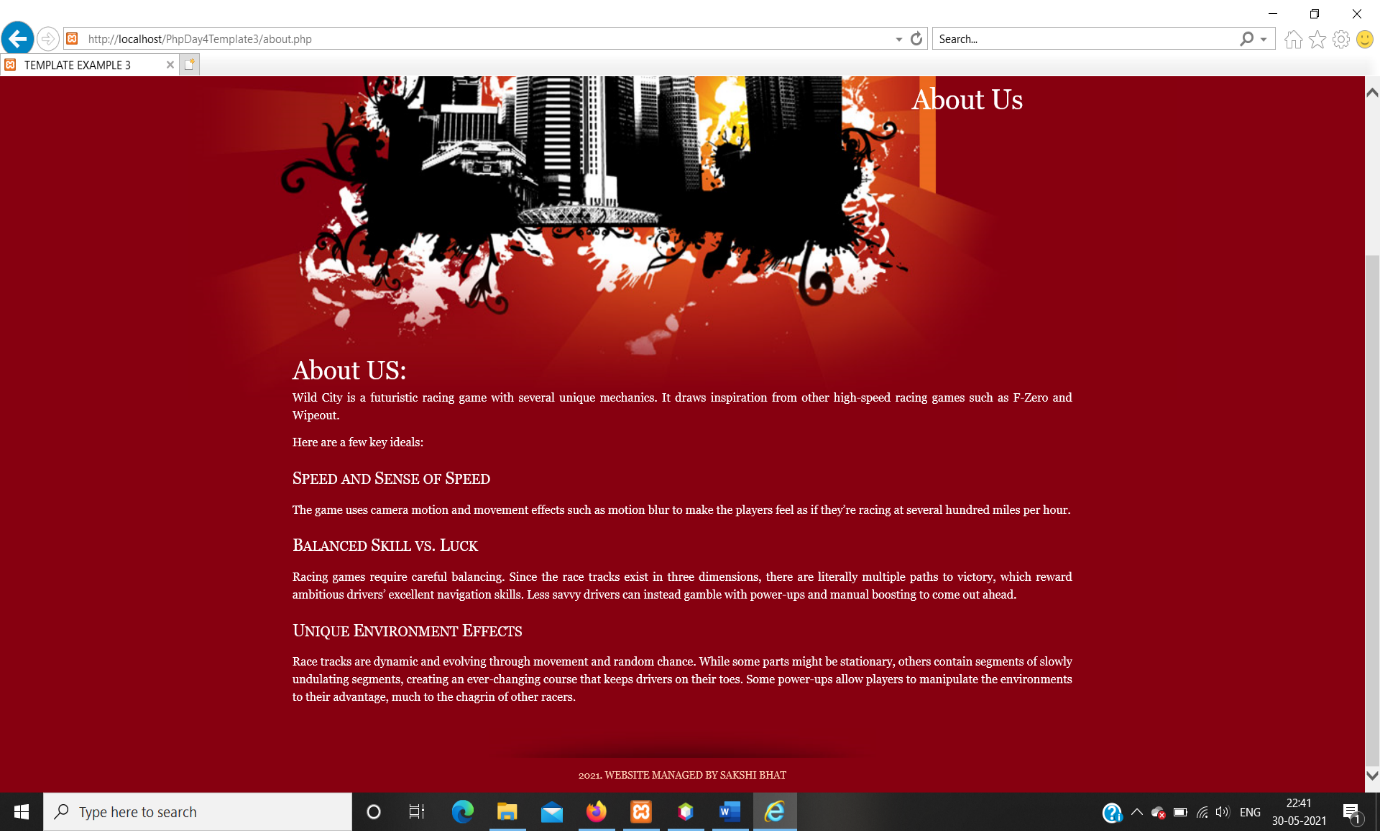 http://localhost/PhpDay4Template3/about.php
Search...
TEMPLATE EXAMPLE 3
About Us
About US:
Wild City is a futuristic racing game with several unique mechanics. It draws inspiration from other high-speed racing games such as F-Zero and
Wipeout.
Here are a few key ideals:
Speed and Sense of Speed
The game uses camera motion and movement effects such as motion blur to make the players feel as if they're racing at several hundred miles per hour.
Balanced Skill vs. Luck
Racing games require careful balancing. Since the race tracks exist in three dimensions, there are literally multiple paths to victory, which reward
ambitious drivers' excellent navigation skills. Less savvy drivers can instead gamble with power-ups and manual boosting to come out ahead.
Unique Environment Effects
Race tracks are dynamic and evolving through movement and random chance. While some parts might be stationary, others contain segments of slowly
undulating segments, creating an ever-changing course that keeps drivers on their toes. Some power-ups allow players to manipulate the environments
to their advantage, much to the chagrin of other racers.
2021. WEBSITE MANAGED BY SAKSHI BHAT
Type here to search
ENG
22:41
30-05-2021
1